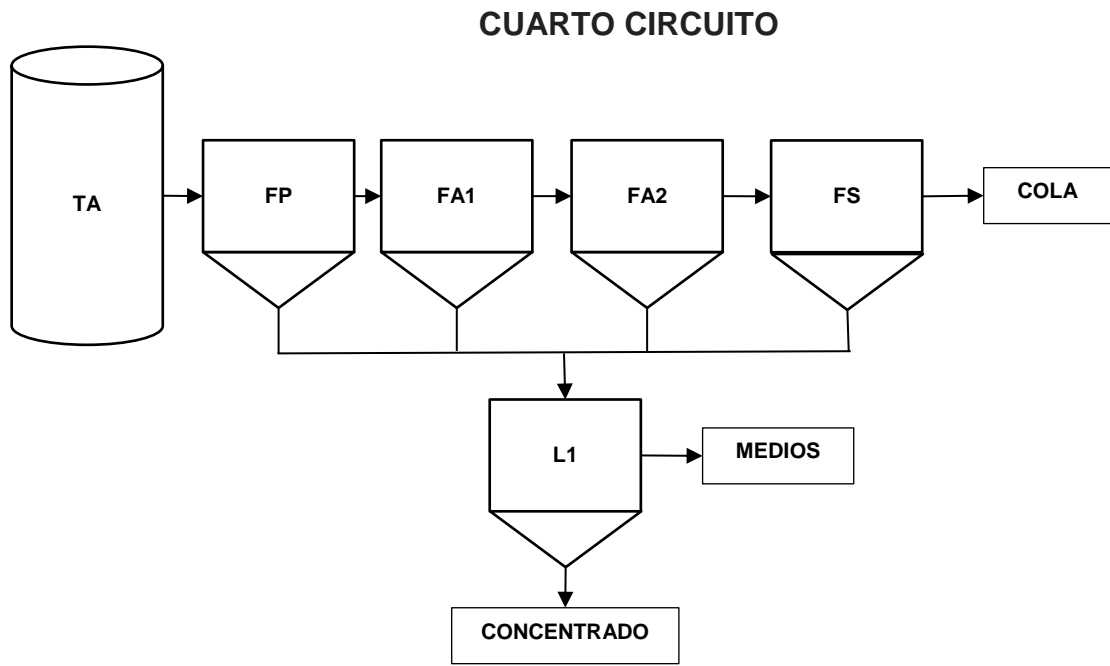 CUARTO CIRCUITO
TA
FP
FA1
FA2
FS
COLA
L1
MEDIOS
CONCENTRADO